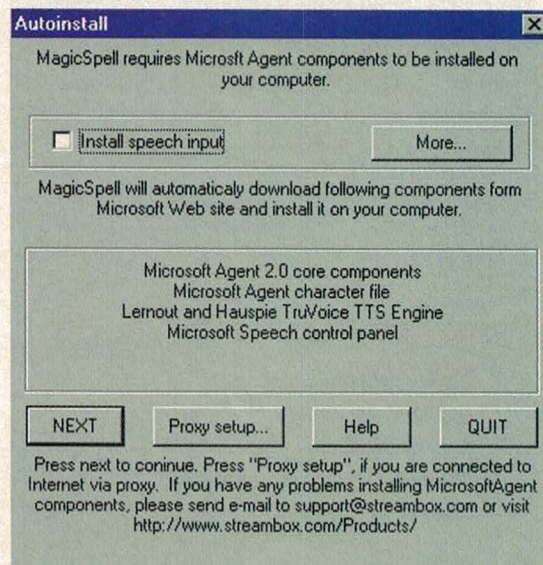 Autoinstall
MagicSpell requires Microsft Agent components to be installed on
your computer.
Install speech input
More...
MagicSpell will automaticaly download following components form
Microsoft Web site and install it on your computer.
Microsoft Agent 2.0 core components
Microsoft Agent character file
Lernout and Hauspie TruVoice TTS Engine
Microsoft Speech control panel
NEXT
Proxy setup...
Help
QUIT
Press next to coninue. Press "Proxy setup", if you are connected to
Internet via proxy. If you have any problems installing MicrosoftAgent
components, please send e-mail to support@streambox.com or visit
http://www.streambox.com/Products/